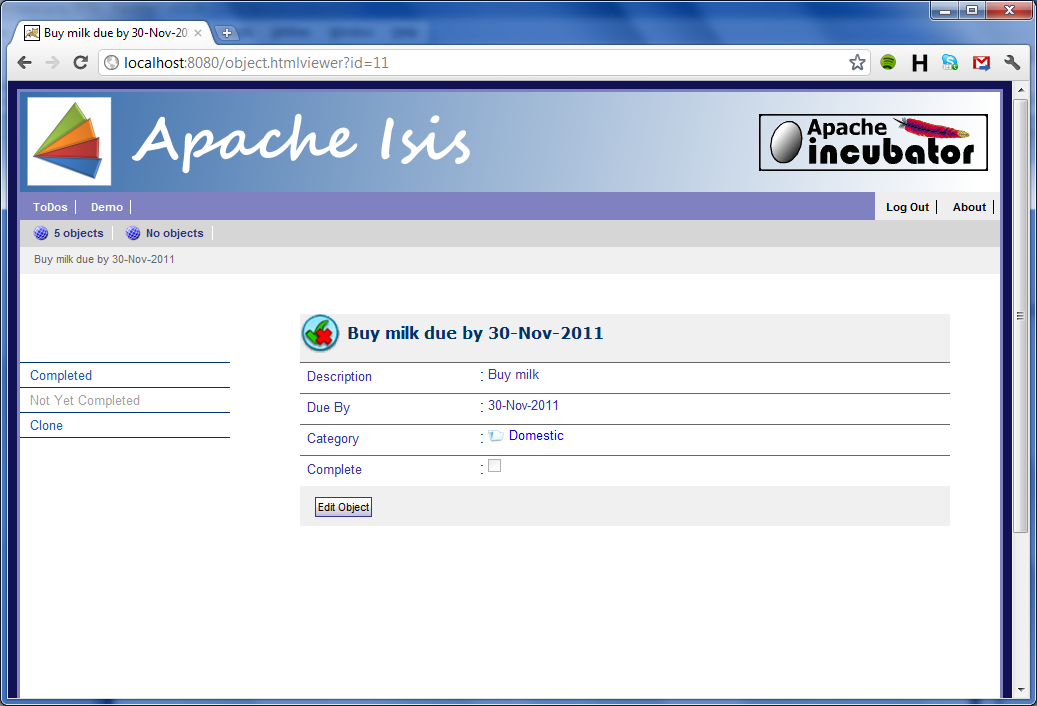 Buy milk due by 30-Nov-20
localhost:8080/object.htmlviewer?id=11
H
Apache Isis
Apache
incubator
ToDos
Demo
Log Out
About
5 objects
No objects
Buy milk due by 30-Nov-2011
Buy milk due by 30-Nov-2011
Completed
Not Yet Completed
Clone
Description : Buy milk
Due By : 30-Nov-2011
Category : Domestic
Complete :
Edit Object